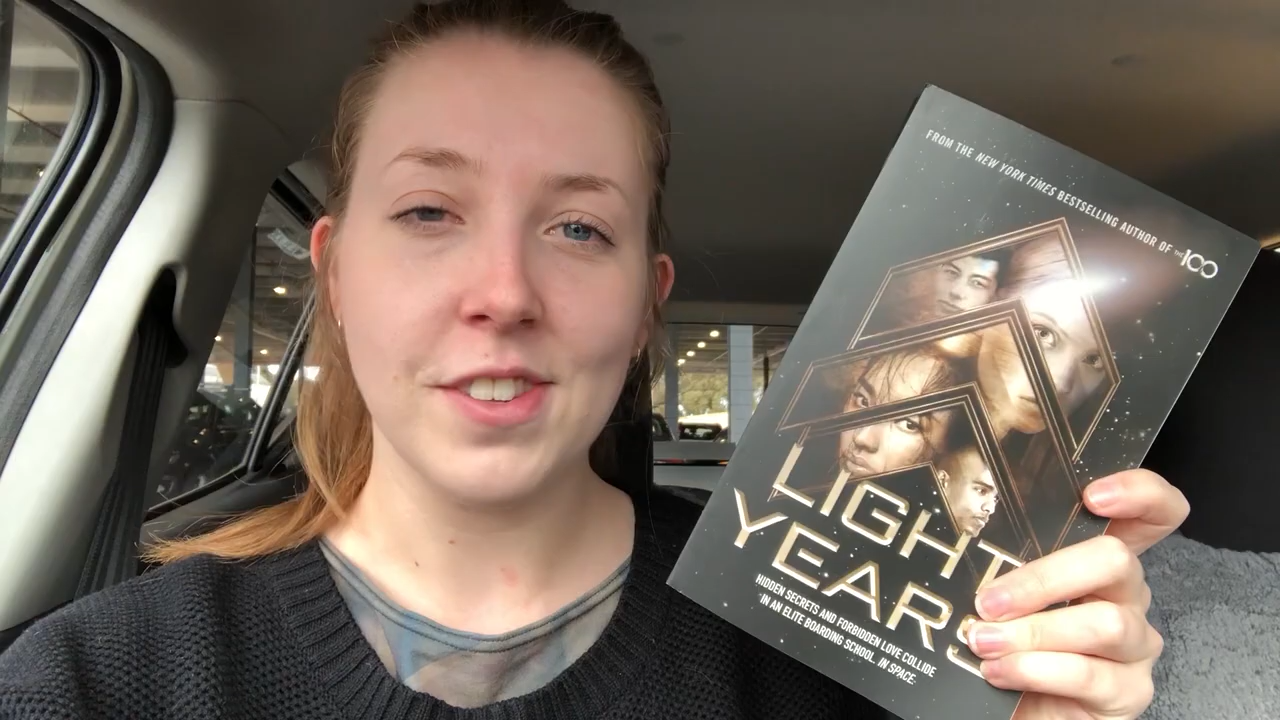 FROM THE NEW YORK TIMES BESTSELLING AUTHOR OF THE 100
LIGHT
YEARS
HIDDEN SECRETS AND FORBIDDEN LOVE COLLIDE
IN AN ELITE BOARDING SCHOOL. IN SPACE.